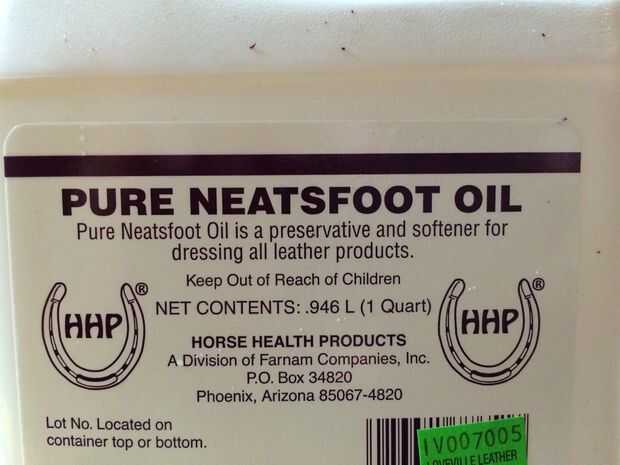 PURE NEATSFOOT OIL
Pure Neatsfoot Oil is a preservative and softener for
dressing all leather products.
Keep Out of Reach of Children
NET CONTENTS: .946 L (1 Quart)
HHP ®
HHP ®
HORSE HEALTH PRODUCTS
A Division of Farnam Companies, Inc.
P.O. Box 34820
Phoenix, Arizona 85067-4820
Lot No. Located on
container top or bottom.
IV007005
LOVEVILLE LEATHER